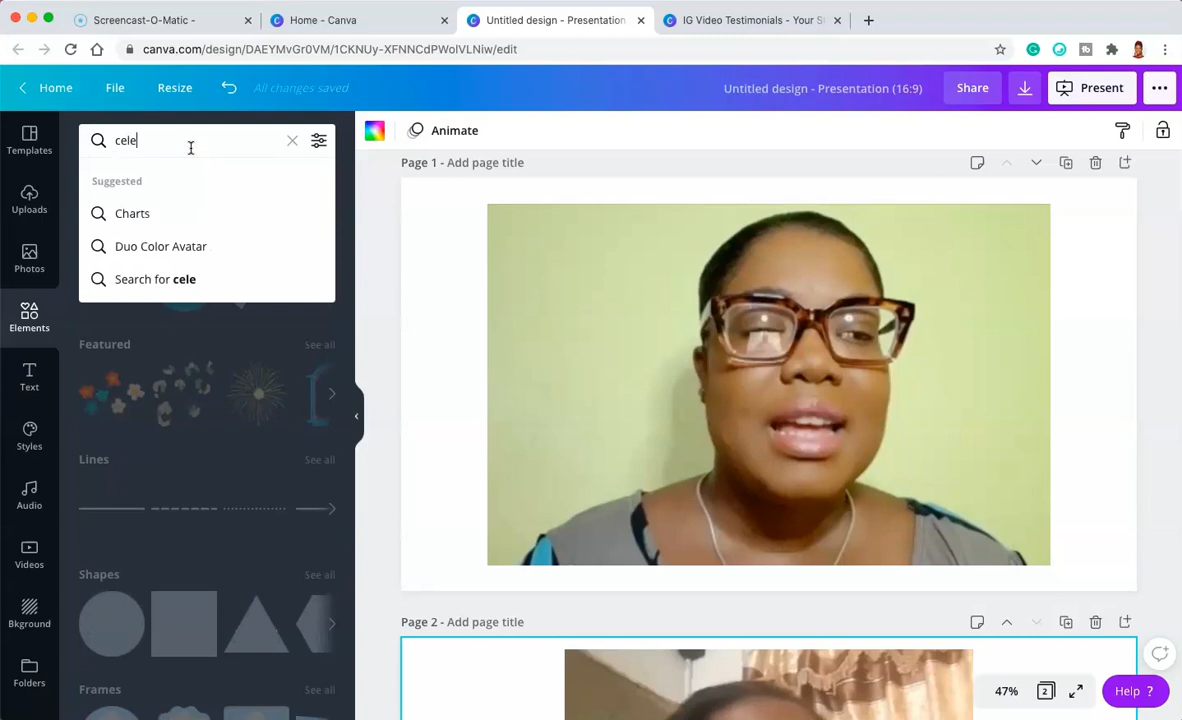 Screencast-O-Matic -
Home - Canva
Untitled design - Presentation
IG Video Testimonials - Your S
canva.com/design/DAEYMvGr0VM/1CKNUy-XFNNCdPWolVLNiw/edit
Home
File
Resize
All changes saved
Untitled design - Presentation (16:9)
Share
Present
Templates
Uploads
Photos
Elements
Text
Styles
Audio
Videos
Bkground
Folders
cele
Suggested
Charts
Duo Color Avatar
Search for cele
Featured
See all
Lines
See all
Shapes
See all
Frames
See all
Animate
Page 1 - Add page title
Page 2 - Add page title
47%
2
Help ?